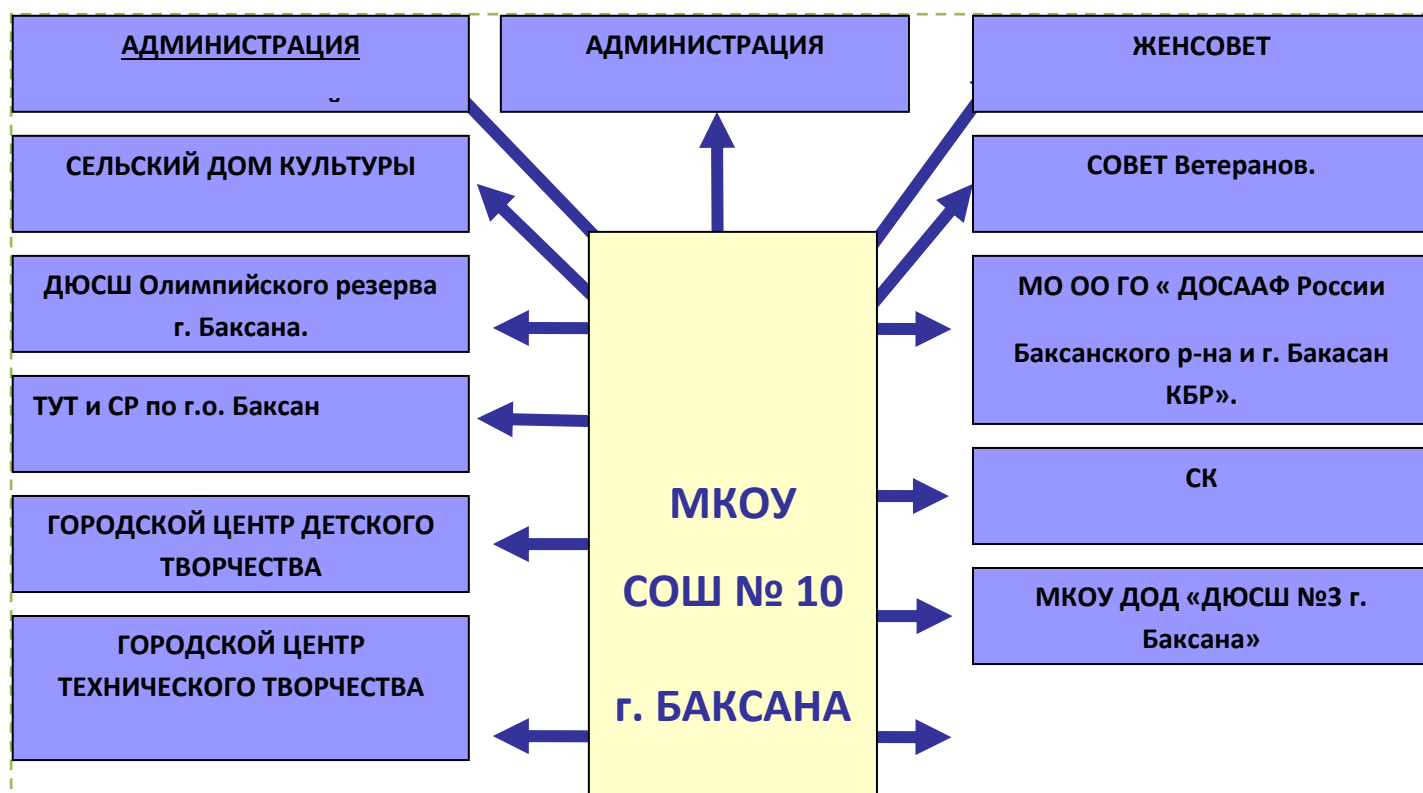 АДМИНИСТРАЦИЯ
АДМИНИСТРАЦИЯ
ЖЕНСОВЕТ
СЕЛЬСКИЙ ДОМ КУЛЬТУРЫ
СОВЕТ Ветеранов.
ДЮСШ Олимпийского резерва
г. Баксана.
МО ОО ГО « ДОСААФ России
Баксанского р-на и г. Бакасан
КБР».
ТУТ и СР по г.о. Баксан
СК
ГОРОДСКОЙ ЦЕНТР ДЕТСКОГО
ТВОРЧЕСТВА
МКОУ ДОД «ДЮСШ №3 г.
Баксана»
ГОРОДСКОЙ ЦЕНТР
ТЕХНИЧЕСКОГО ТВОРЧЕСТВА
МКОУ
СОШ № 10
г. БАКСАНА